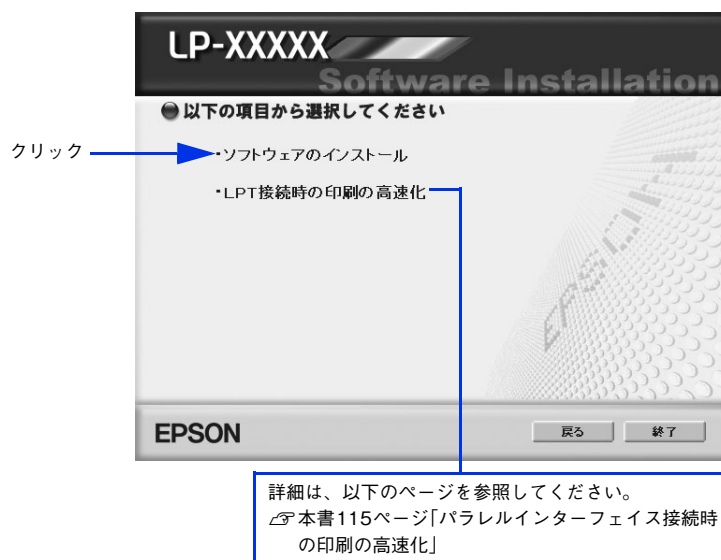 LP-XXXXX
Software Installation
以下の項目から選択してください
クリック
・ソフトウェアのインストール
・LPT接続時の印刷の高速化
EPSON
EPSON
戻る
終了
詳細は、以下のページを参照してください。
☞本書115ページ｢パラレルインターフェイス接続時
の印刷の高速化｣